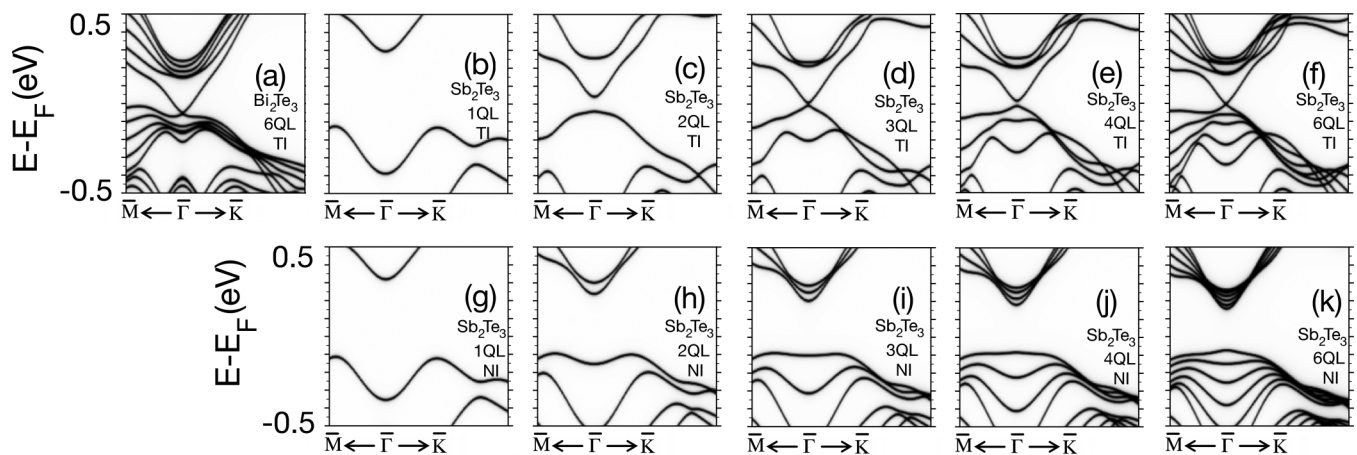 0.5
E-E_F(eV)
-0.5
(a)
Bi₂Te₃
6QL
TI
M̅ ← Γ̅ → K̅
(b)
Sb₂Te₃
1QL
TI
M̅ ← Γ̅ → K̅
(c)
Sb₂Te₃
2QL
TI
M̅ ← Γ̅ → K̅
(d)
Sb₂Te₃
3QL
TI
M̅ ← Γ̅ → K̅
(e)
Sb₂Te₃
4QL
TI
M̅ ← Γ̅ → K̅
(f)
Sb₂Te₃
6QL
TI
M̅ ← Γ̅ → K̅
0.5
E-E_F(eV)
-0.5
(g)
Sb₂Te₃
1QL
NI
M̅ ← Γ̅ → K̅
(h)
Sb₂Te₃
2QL
NI
M̅ ← Γ̅ → K̅
(i)
Sb₂Te₃
3QL
NI
M̅ ← Γ̅ → K̅
(j)
Sb₂Te₃
4QL
NI
M̅ ← Γ̅ → K̅
(k)
Sb₂Te₃
6QL
NI
M̅ ← Γ̅ → K̅